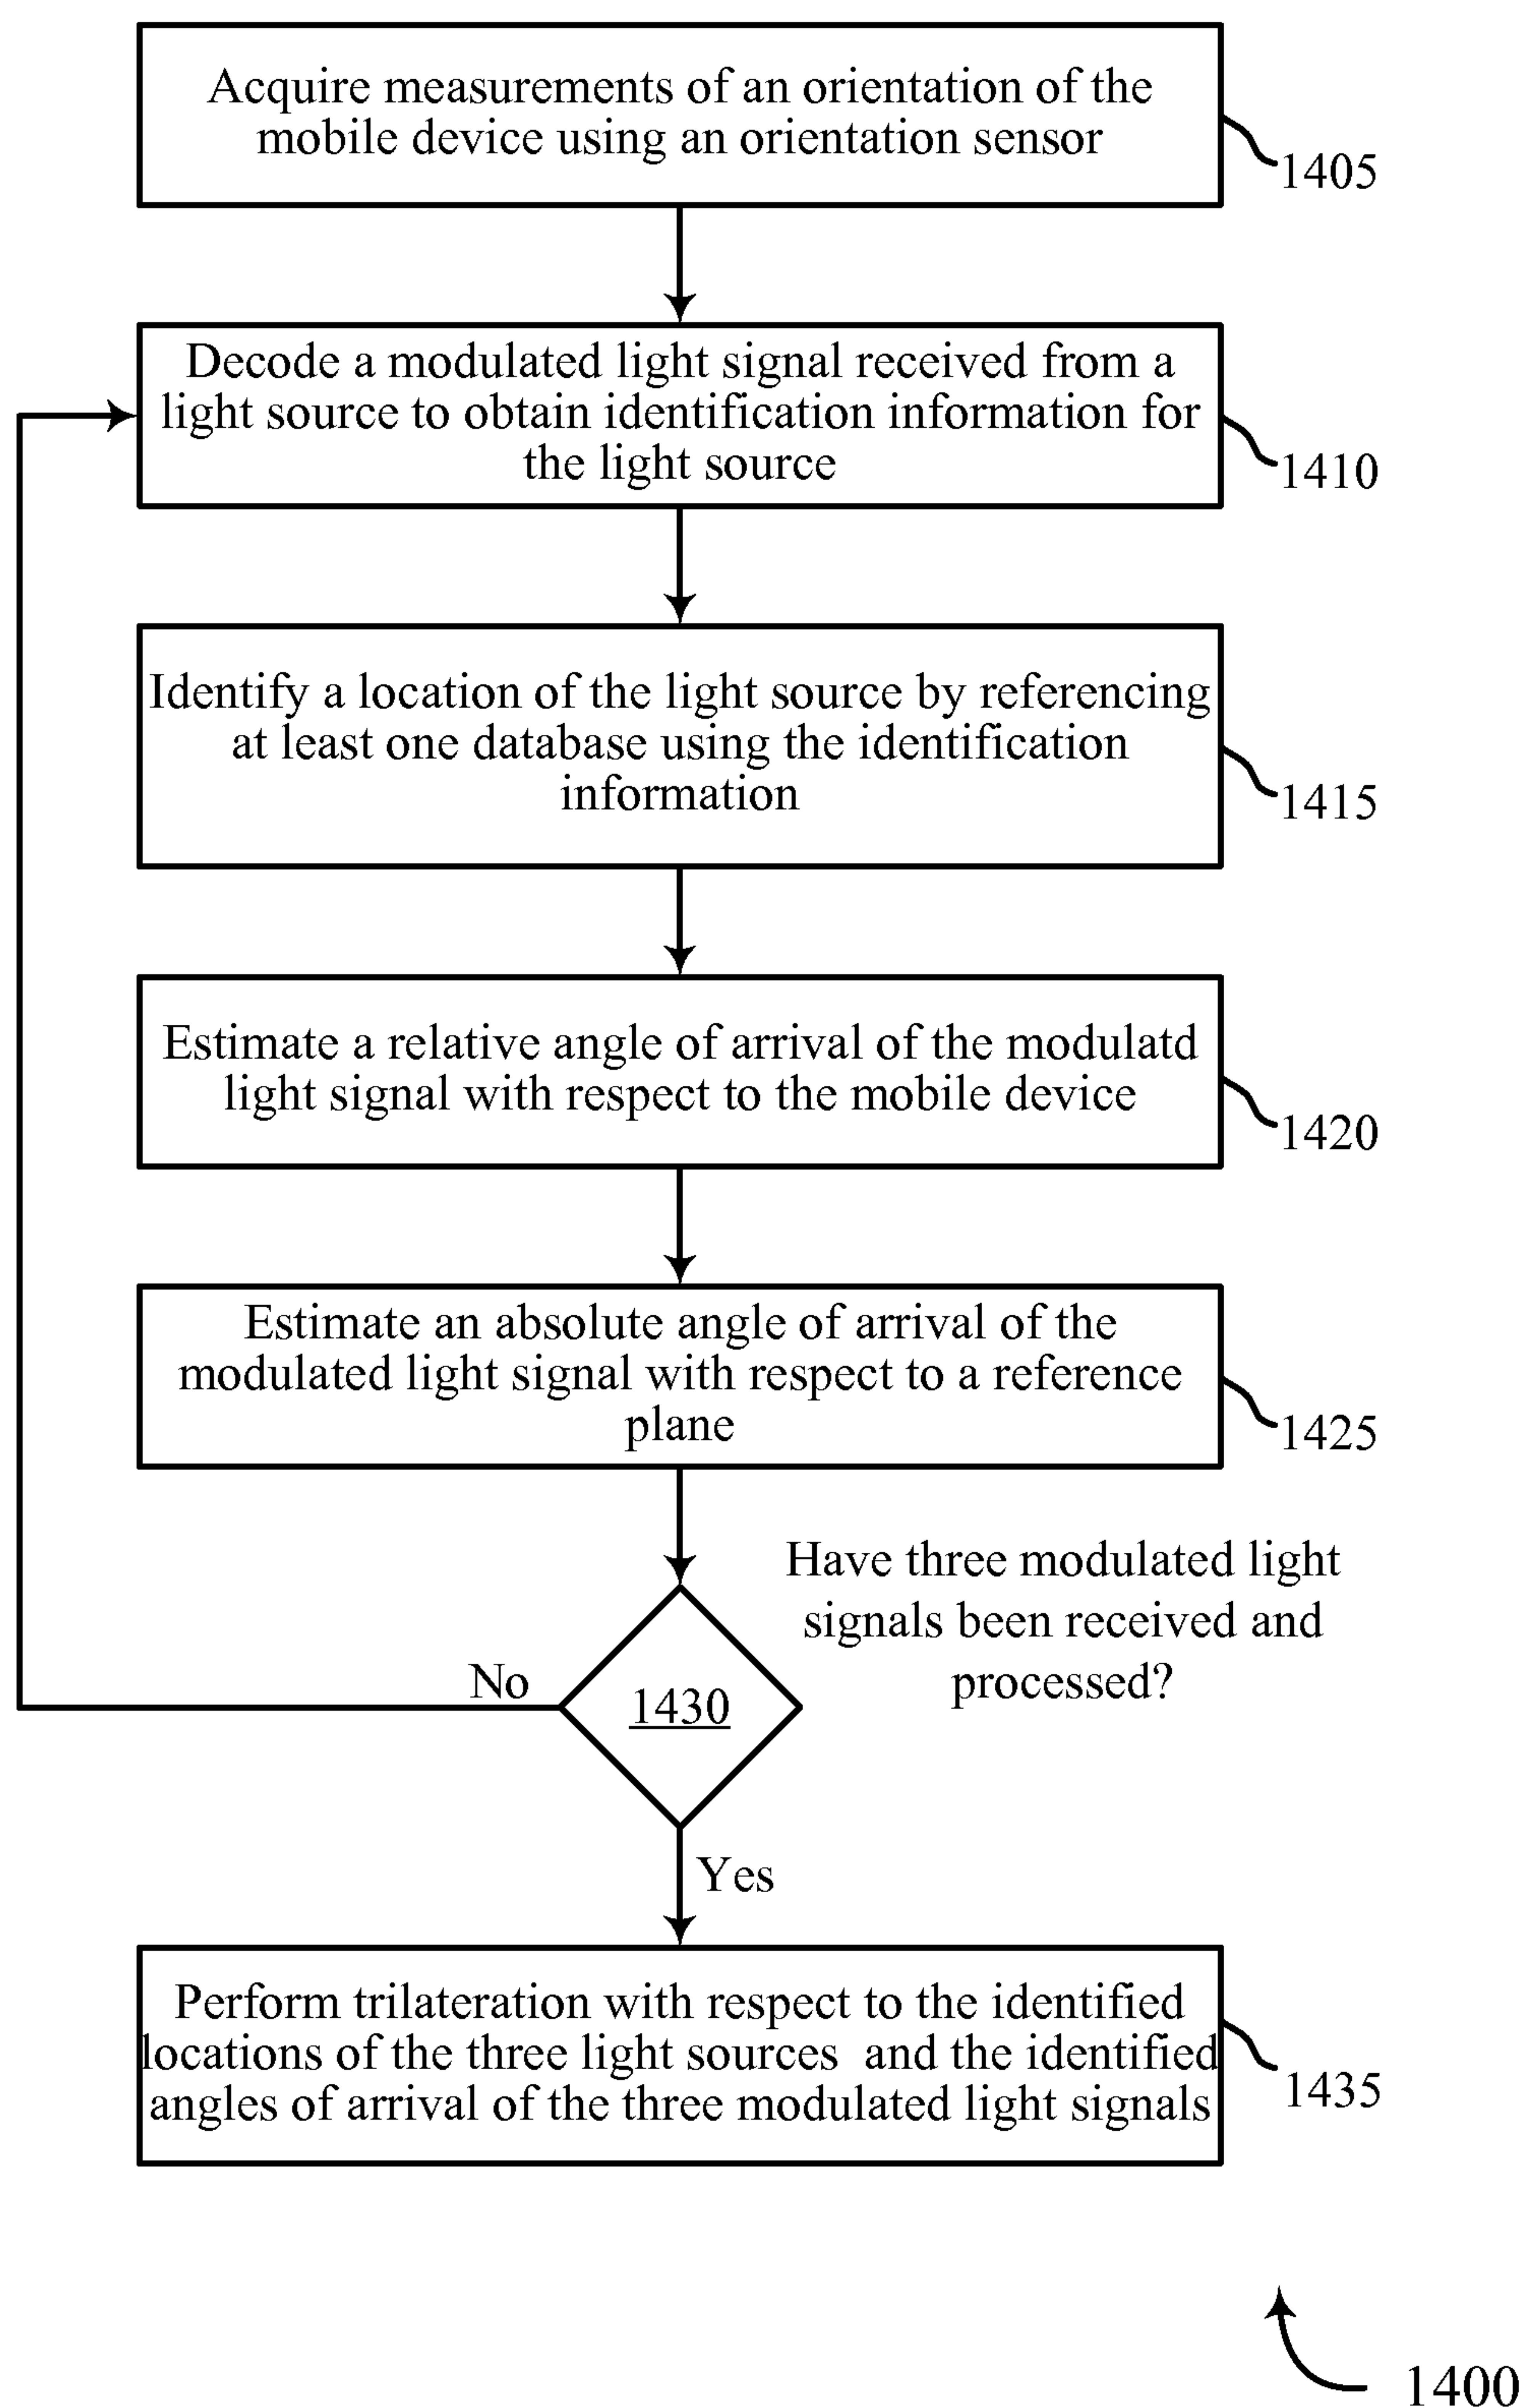 Acquire measurements of an orientation of the
mobile device using an orientation sensor
1405
Decode a modulated light signal received from a
light source to obtain identification information for
the light source
1410
Identify a location of the light source by referencing
at least one database using the identification
information
1415
Estimate a relative angle of arrival of the modulatd
light signal with respect to the mobile device
1420
Estimate an absolute angle of arrival of the
modulated light signal with respect to a reference
plane
1425
Have three modulated light
signals been received and
processed?
No
1430
Yes
Perform trilateration with respect to the identified
locations of the three light sources and the identified
angles of arrival of the three modulated light signals
1435
1400